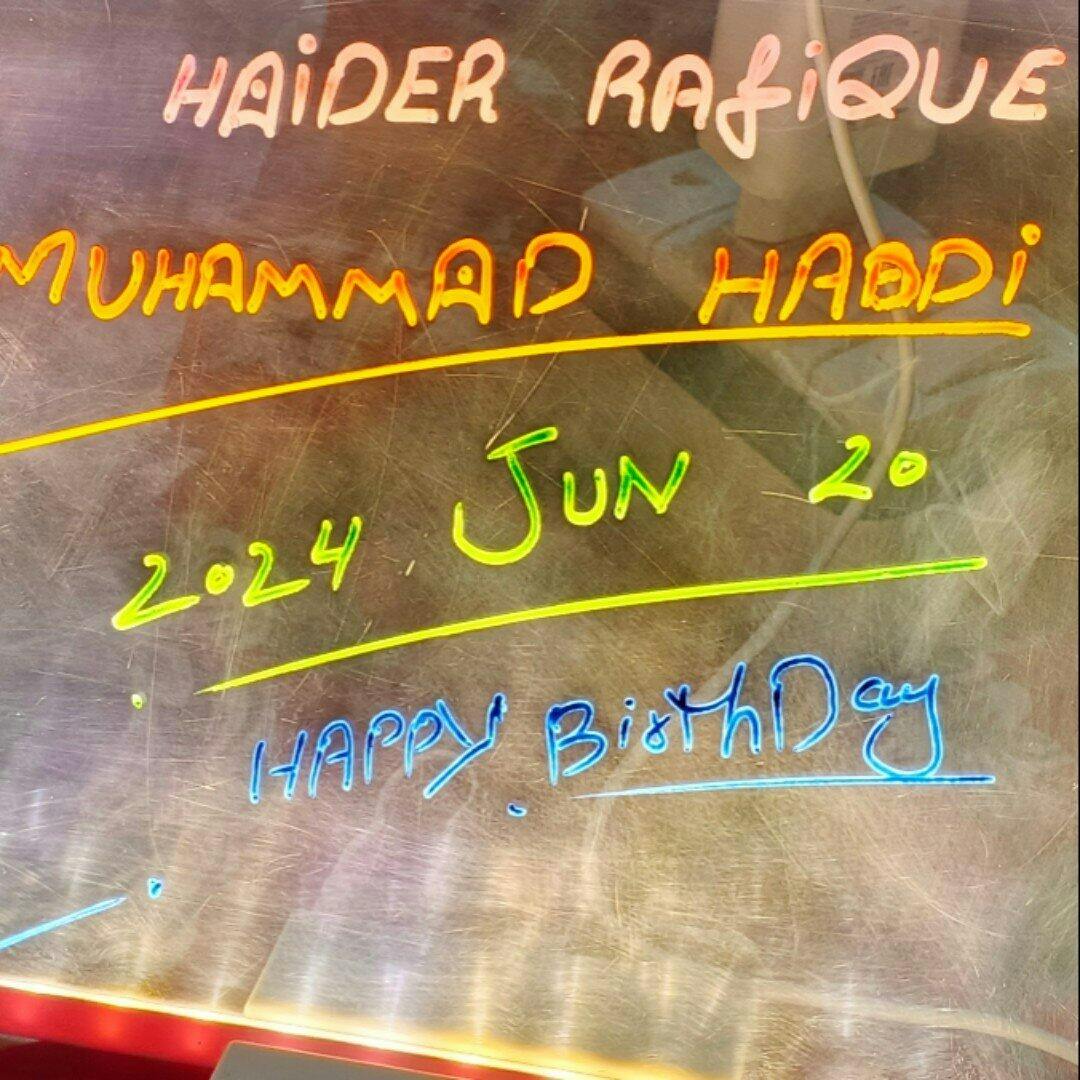 HAiDER RAfiQUE
MUHAMMAD HADDi
2024 JUN 20
HAPPY BirthDay